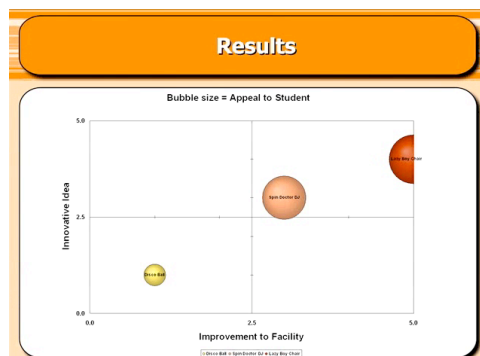 Results
Bubble size = Appeal to Student
5.0
Lazy Boy Chair
Innovative Idea
Spin Doctor DJ
2.5
Disco Ball
0.0
0.0 2.5 5.0
Improvement to Facility
Disco Ball Spin Doctor DJ Lazy Boy Chair